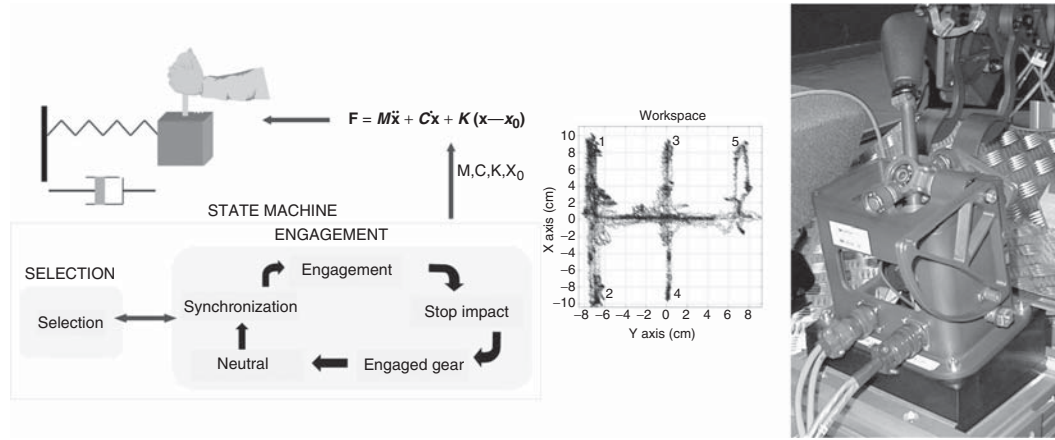 F = Mẍ + Cẋ + K (x—x₀)
M,C,K,X₀
STATE MACHINE
ENGAGEMENT
SELECTION
Selection
Engagement
Synchronization
Stop impact
Neutral
Engaged gear
Workspace
X axis (cm)
10
8
6
4
2
0
–2
–4
–6
–8
–10
1
3
5
2
4
–8 –6 –4 –2 0 2 4 6 8
Y axis (cm)